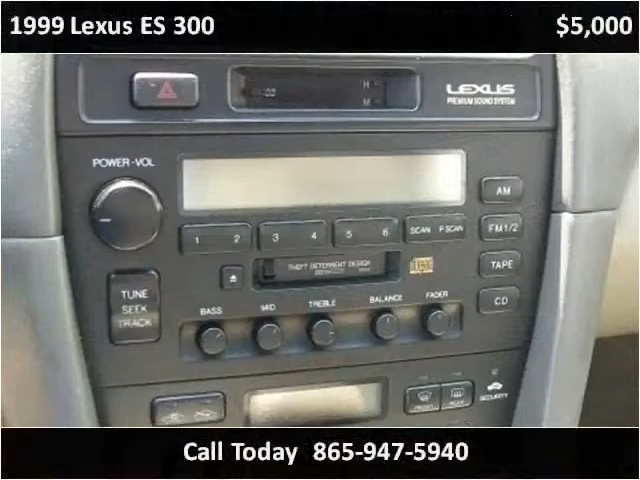 1999 Lexus ES 300
$5,000
H
M
LEXUS
PREMIUM SOUND SYSTEM
POWER-VOL
AM
1 2 3 4 5 6 SCAN P.SCAN
FM1/2
THEFT DETERRENT DESIGN
TAPE
TUNE
SEEK
TRACK
CD
BASS MID TREBLE BALANCE FADER
FRONT REAR
SECURITY
Call Today 865-947-5940